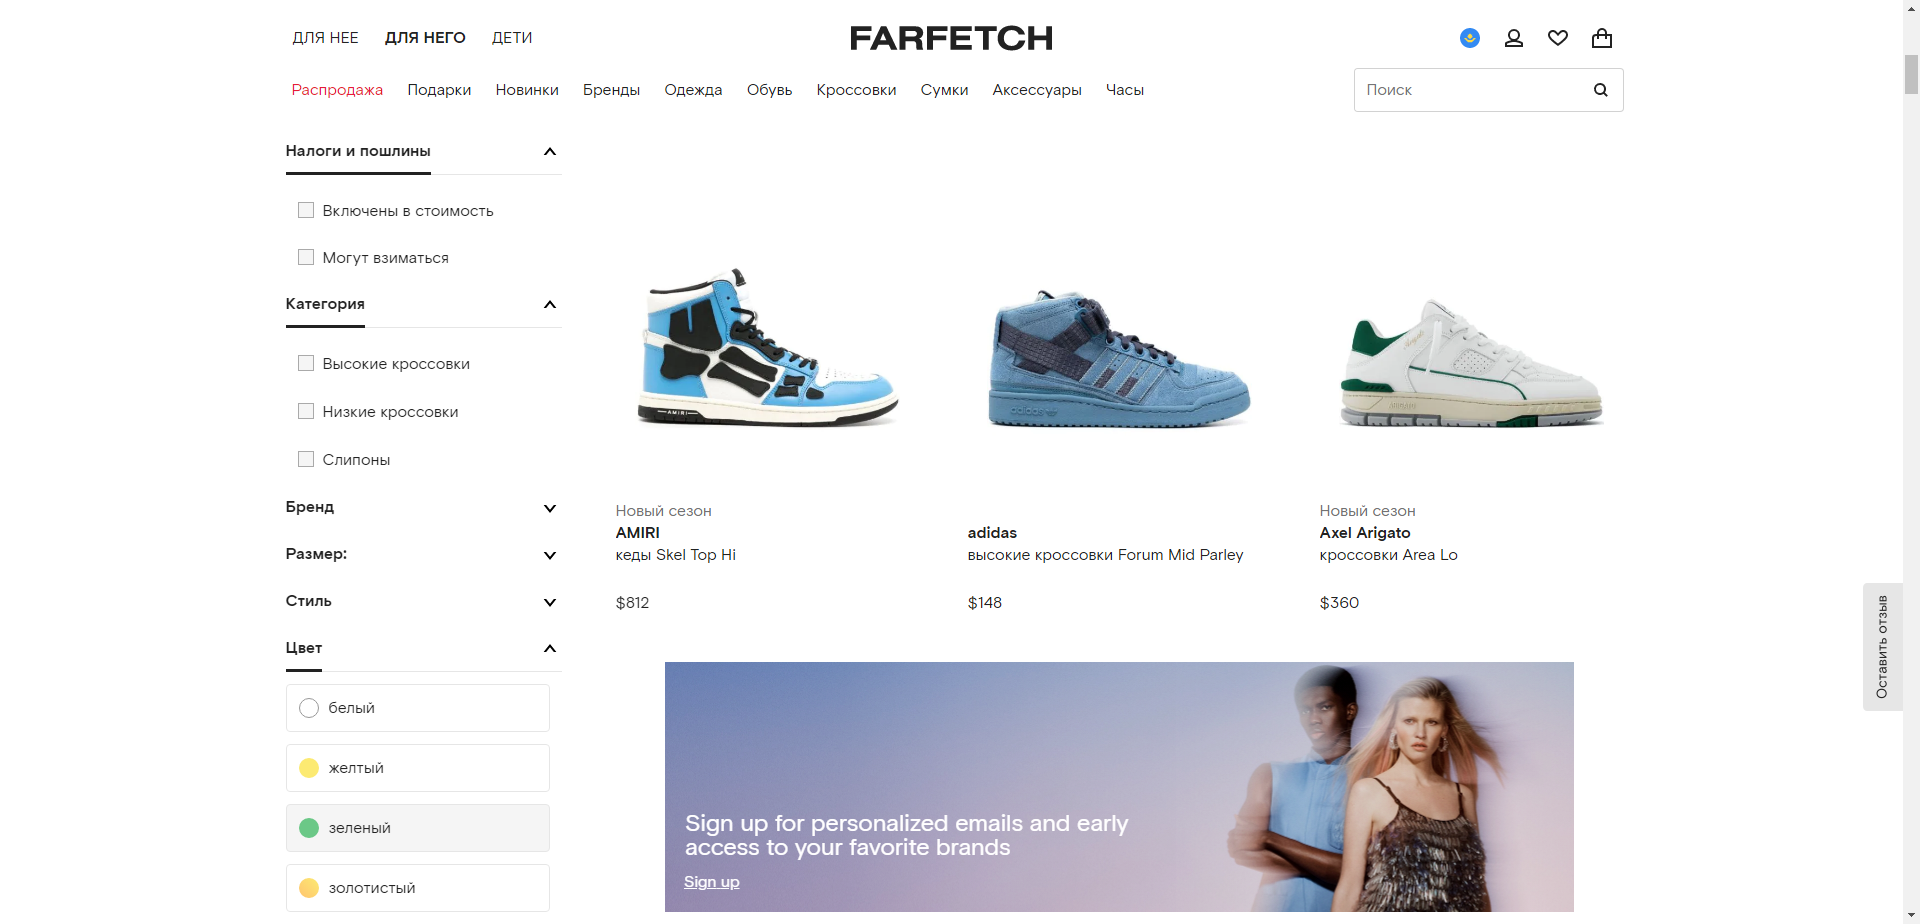 ДЛЯ НЕЕ ДЛЯ НЕГО ДЕТИ
FARFETCH
Распродажа Подарки Новинки Бренды Одежда Обувь Кроссовки Сумки Аксессуары Часы
Поиск
Налоги и пошлины
Включены в стоимость
Могут взиматься
Категория
Высокие кроссовки
Низкие кроссовки
Слипоны
Бренд
Размер:
Стиль
Цвет
белый
желтый
зеленый
золотистый
AMIRI
adidas
Новый сезон
AMIRI
кеды Skel Top Hi
$812
adidas
высокие кроссовки Forum Mid Parley
$148
Новый сезон
Axel Arigato
кроссовки Area Lo
$360
Sign up for personalized emails and early
access to your favorite brands
Sign up
Оставить отзыв